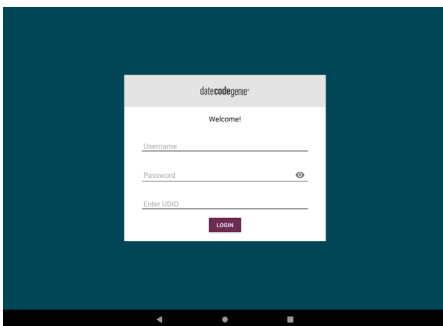 datecodegenie®
Welcome!
Username
Password
Enter UDID
LOGIN